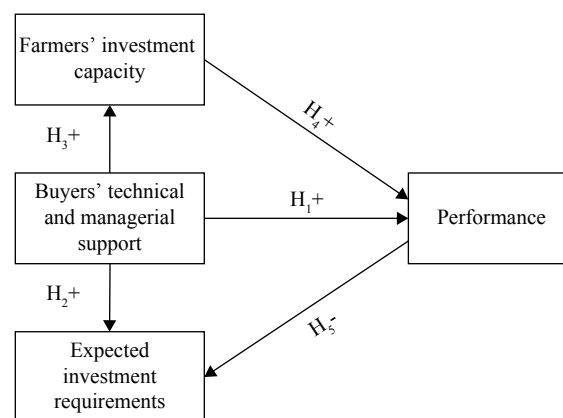 Farmers’ investment
capacity
H₄+
H₃+
Buyers’ technical
and managerial
support
H₁+
Performance
H₂+
H₅-
Expected
investment
requirements